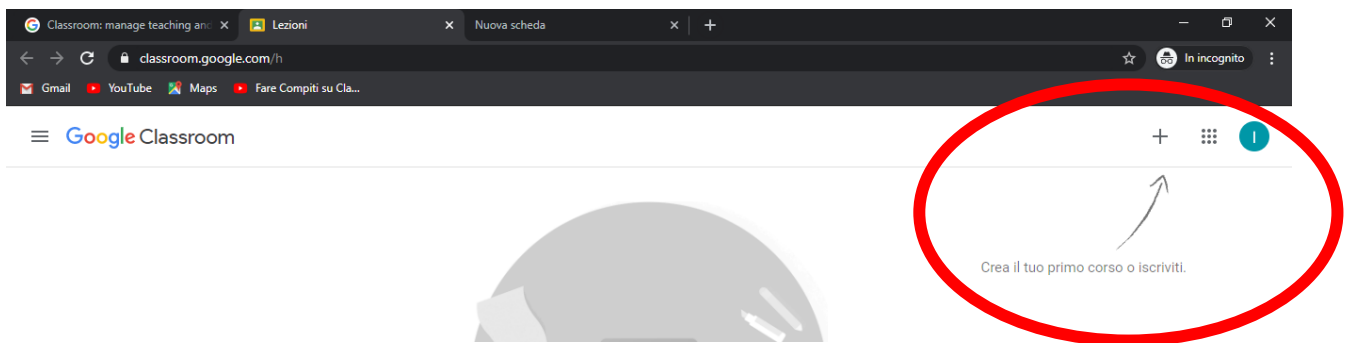 Classroom: manage teaching and
Lezioni
Nuova scheda
classroom.google.com/h
In incognito
Gmail
YouTube
Maps
Fare Compiti su Cla...
Google Classroom
I
Crea il tuo primo corso o iscriviti.